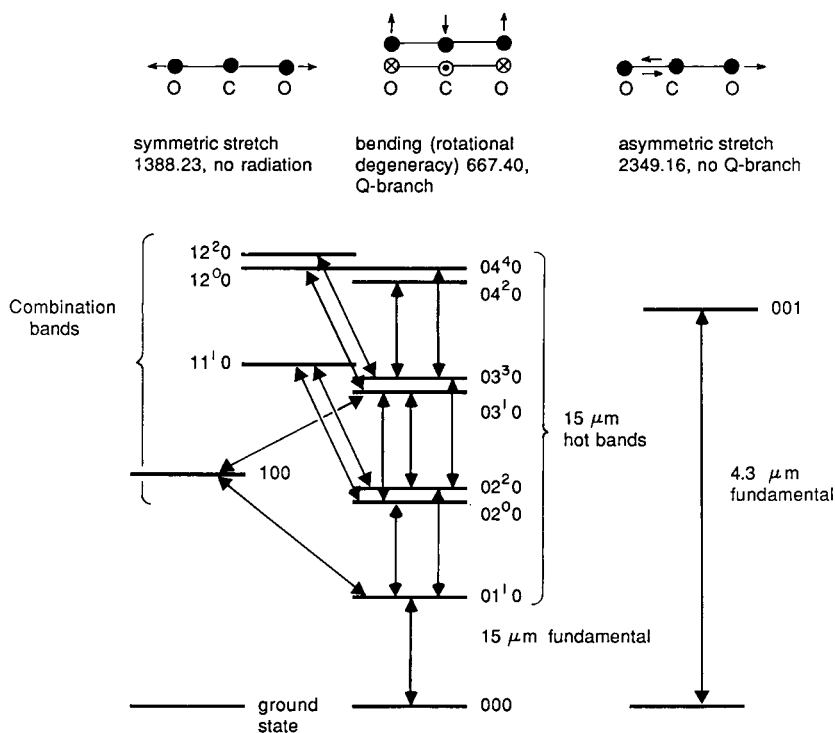 O C O
O C O
O C O
symmetric stretch
1388.23, no radiation
bending (rotational
degeneracy) 667.40,
Q-branch
asymmetric stretch
2349.16, no Q-branch
12²0
12⁰0
11¹0
100
Combination
bands
04⁴0
04²0
03³0
03¹0
02²0
02⁰0
01¹0
15 μm
hot bands
15 μm fundamental
001
4.3 μm
fundamental
ground
state
000